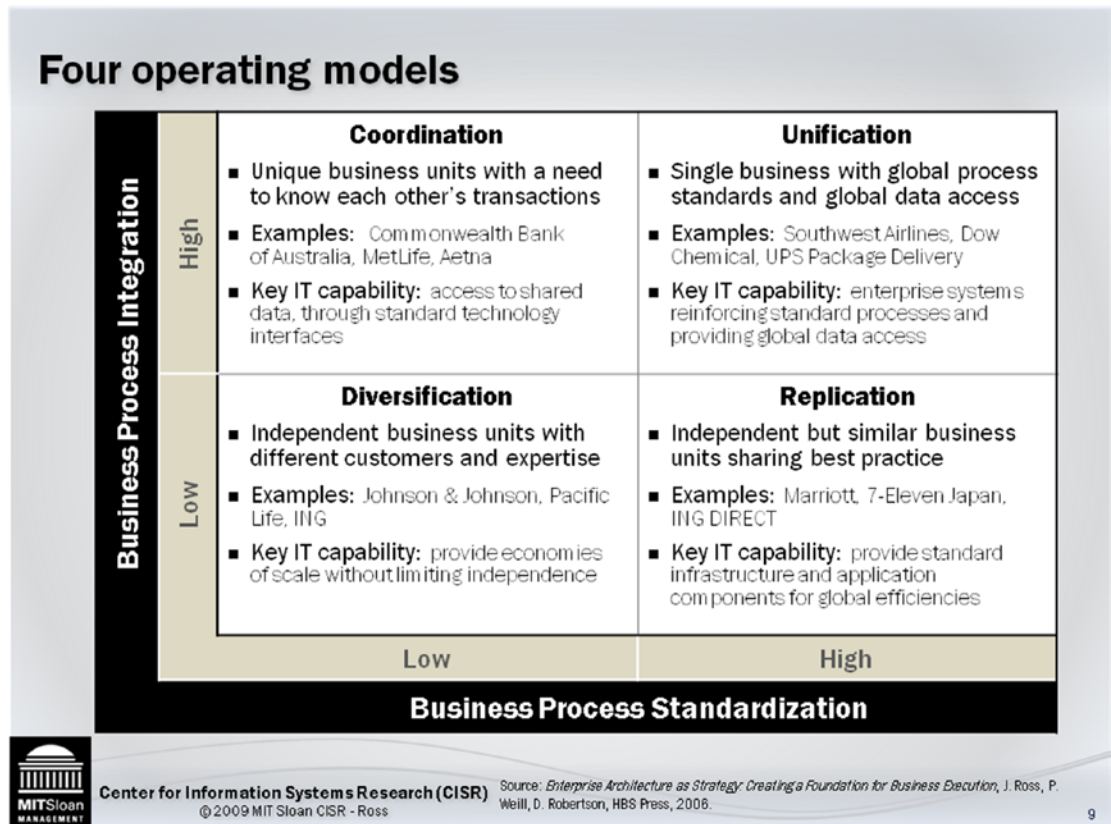 Four operating models
Business Process Integration
High
Coordination
■ Unique business units with a need
to know each other's transactions
■ Examples: Commonwealth Bank
of Australia, MetLife, Aetna
■ Key IT capability: access to shared
data, through standard technology
interfaces
Unification
■ Single business with global process
standards and global data access
■ Examples: Southwest Airlines, Dow
Chemical, UPS Package Delivery
■ Key IT capability: enterprise systems
reinforcing standard processes and
providing global data access
Low
Diversification
■ Independent business units with
different customers and expertise
■ Examples: Johnson & Johnson, Pacific
Life, ING
■ Key IT capability: provide economies
of scale without limiting independence
Replication
■ Independent but similar business
units sharing best practice
■ Examples: Marriott, 7-Eleven Japan,
ING DIRECT
■ Key IT capability: provide standard
infrastructure and application
components for global efficiencies
Low
High
Business Process Standardization
MITSloan
MANAGEMENT
Center for Information Systems Research (CISR)
©2009 MIT Sloan CISR - Ross
Source: Enterprise Architecture as Strategy: Creating a Foundation for Business Execution, J. Ross, P.
Weill, D. Robertson, HBS Press, 2006.
9